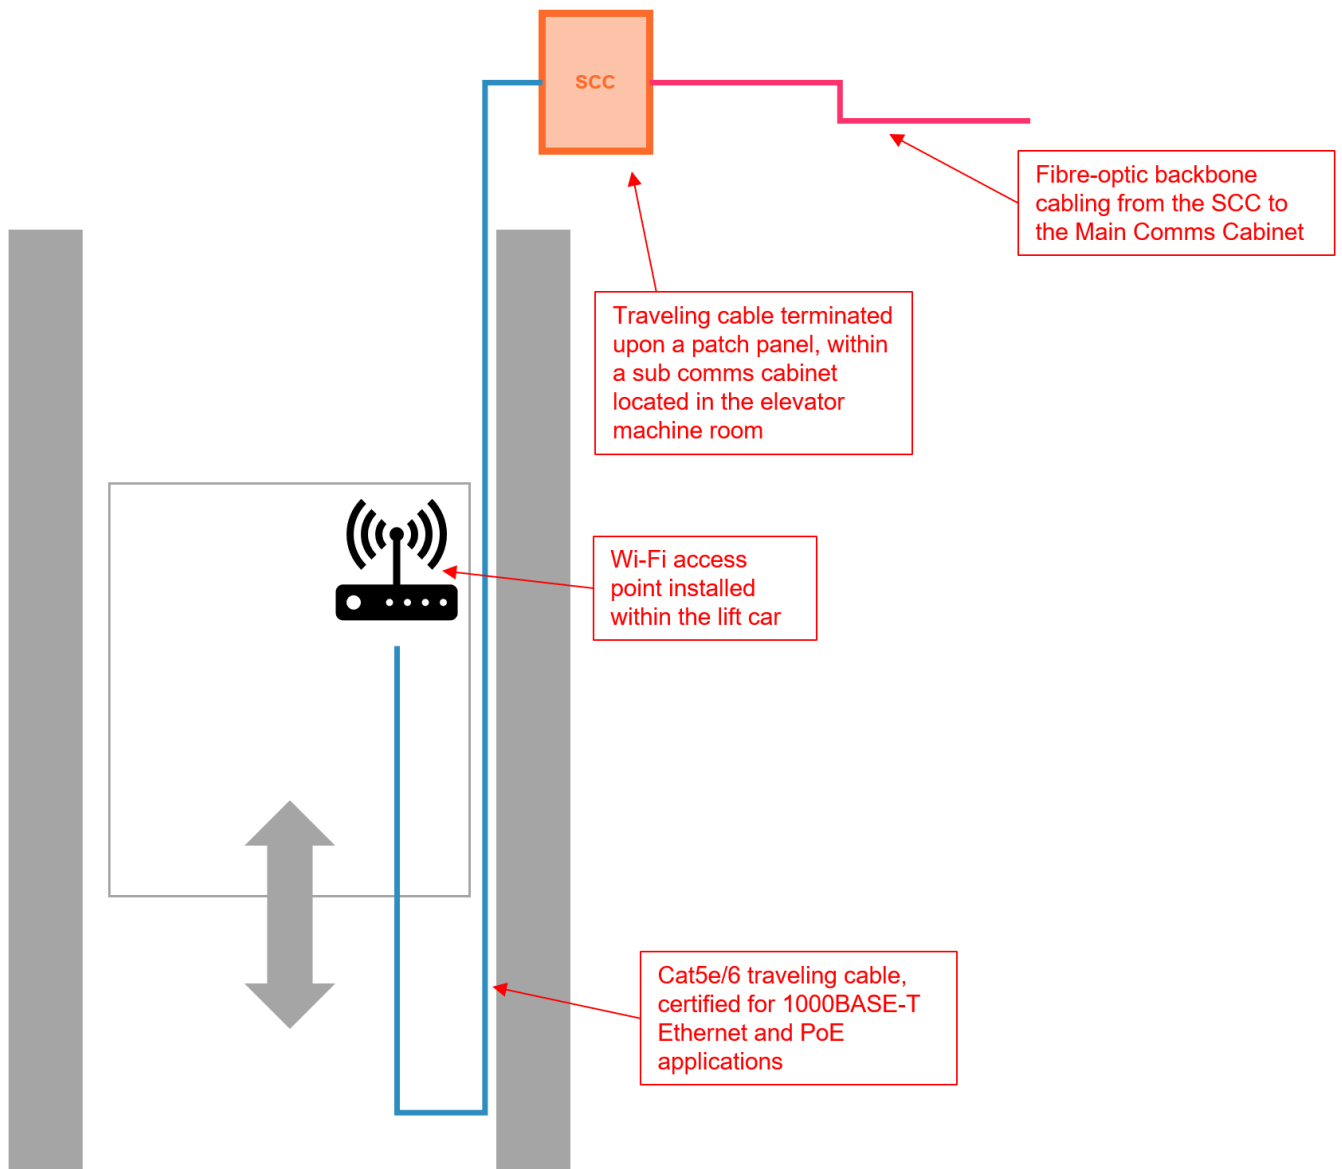 SCC
Fibre-optic backbone
cabling from the SCC to
the Main Comms Cabinet
Traveling cable terminated
upon a patch panel, within
a sub comms cabinet
located in the elevator
machine room
Wi-Fi access
point installed
within the lift car
Cat5e/6 traveling cable,
certified for 1000BASE-T
Ethernet and PoE
applications